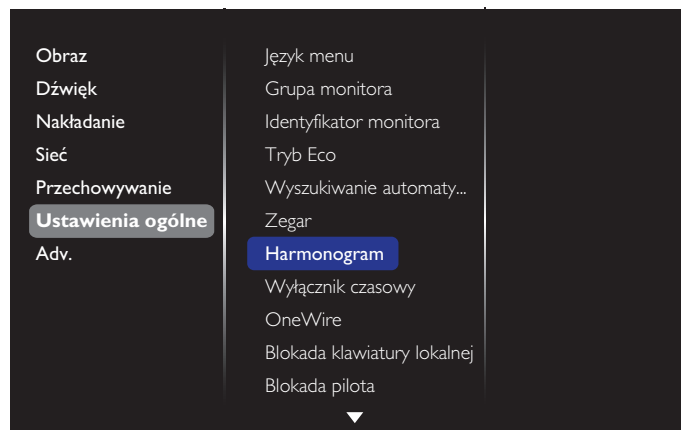 Obraz
Dźwięk
Nakładanie
Sieć
Przechowywanie
Ustawienia ogólne
Adv.
Język menu
Grupa monitora
Identyfikator monitora
Tryb Eco
Wyszukiwanie automaty...
Zegar
Harmonogram
Wyłącznik czasowy
OneWire
Blokada klawiatury lokalnej
Blokada pilota